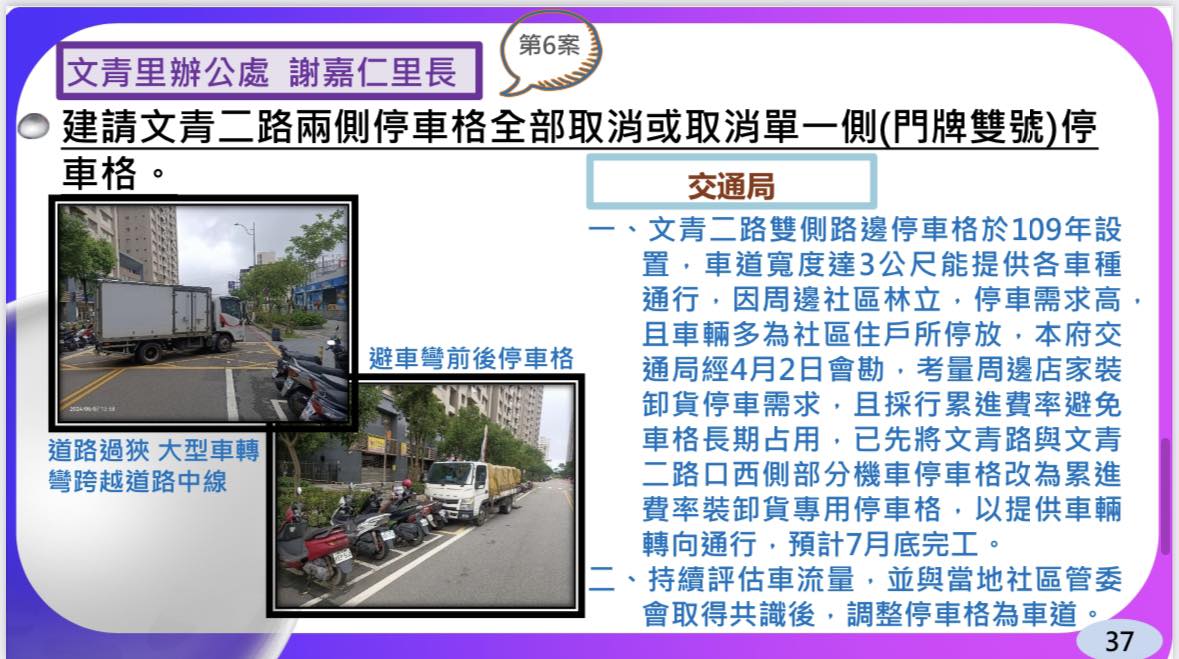 第6案
文青里辦公處 謝嘉仁里長
建請文青二路兩側停車格全部取消或取消單一側(門牌雙號)停
車格。
交通局
一、文青二路雙側路邊停車格於109年設
置，車道寬度達3公尺能提供各車種
通行，因周邊社區林立，停車需求高，
且車輛多為社區住戶所停放，本府交
通局經4月2日會勘，考量周邊店家裝
卸貨停車需求，且採行累進費率避免
車格長期占用，已先將文青路與文青
二路口西側部分機車停車格改為累進
費率裝卸貨專用停車格，以提供車輛
轉向通行，預計7月底完工。
二、持續評估車流量，並與當地社區管委
會取得共識後，調整停車格為車道。
避車彎前後停車格
道路過狹 大型車轉
彎跨越道路中線
37